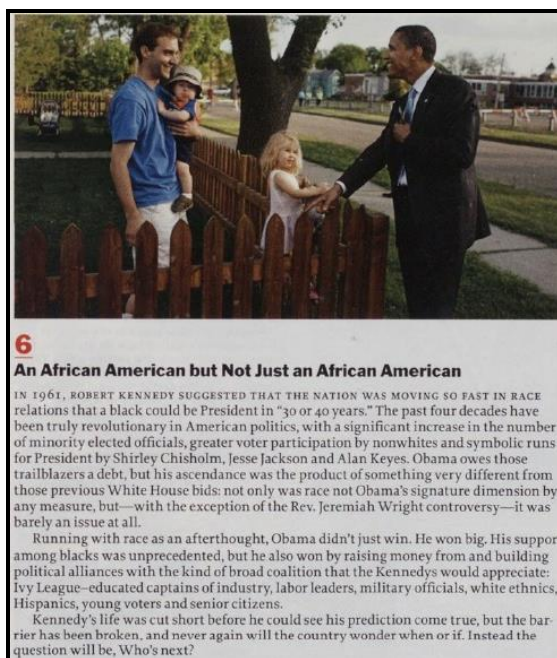 6
An African American but Not Just an African American
IN 1961, ROBERT KENNEDY SUGGESTED THAT THE NATION WAS MOVING SO FAST IN RACE
relations that a black could be President in "30 or 40 years." The past four decades have
been truly revolutionary in American politics, with a significant increase in the number
of minority elected officials, greater voter participation by nonwhites and symbolic runs
for President by Shirley Chisholm, Jesse Jackson and Alan Keyes. Obama owes those
trailblazers a debt, but his ascendance was the product of something very different from
those previous White House bids: not only was race not Obama's signature dimension by
any measure, but—with the exception of the Rev. Jeremiah Wright controversy—it was
barely an issue at all.
Running with race as an afterthought, Obama didn't just win. He won big. His suppor
among blacks was unprecedented, but he also won by raising money from and building
political alliances with the kind of broad coalition that the Kennedys would appreciate:
Ivy League–educated captains of industry, labor leaders, military officials, white ethnics,
Hispanics, young voters and senior citizens.
Kennedy's life was cut short before he could see his prediction come true, but the bar-
rier has been broken, and never again will the country wonder when or if. Instead the
question will be, Who's next?